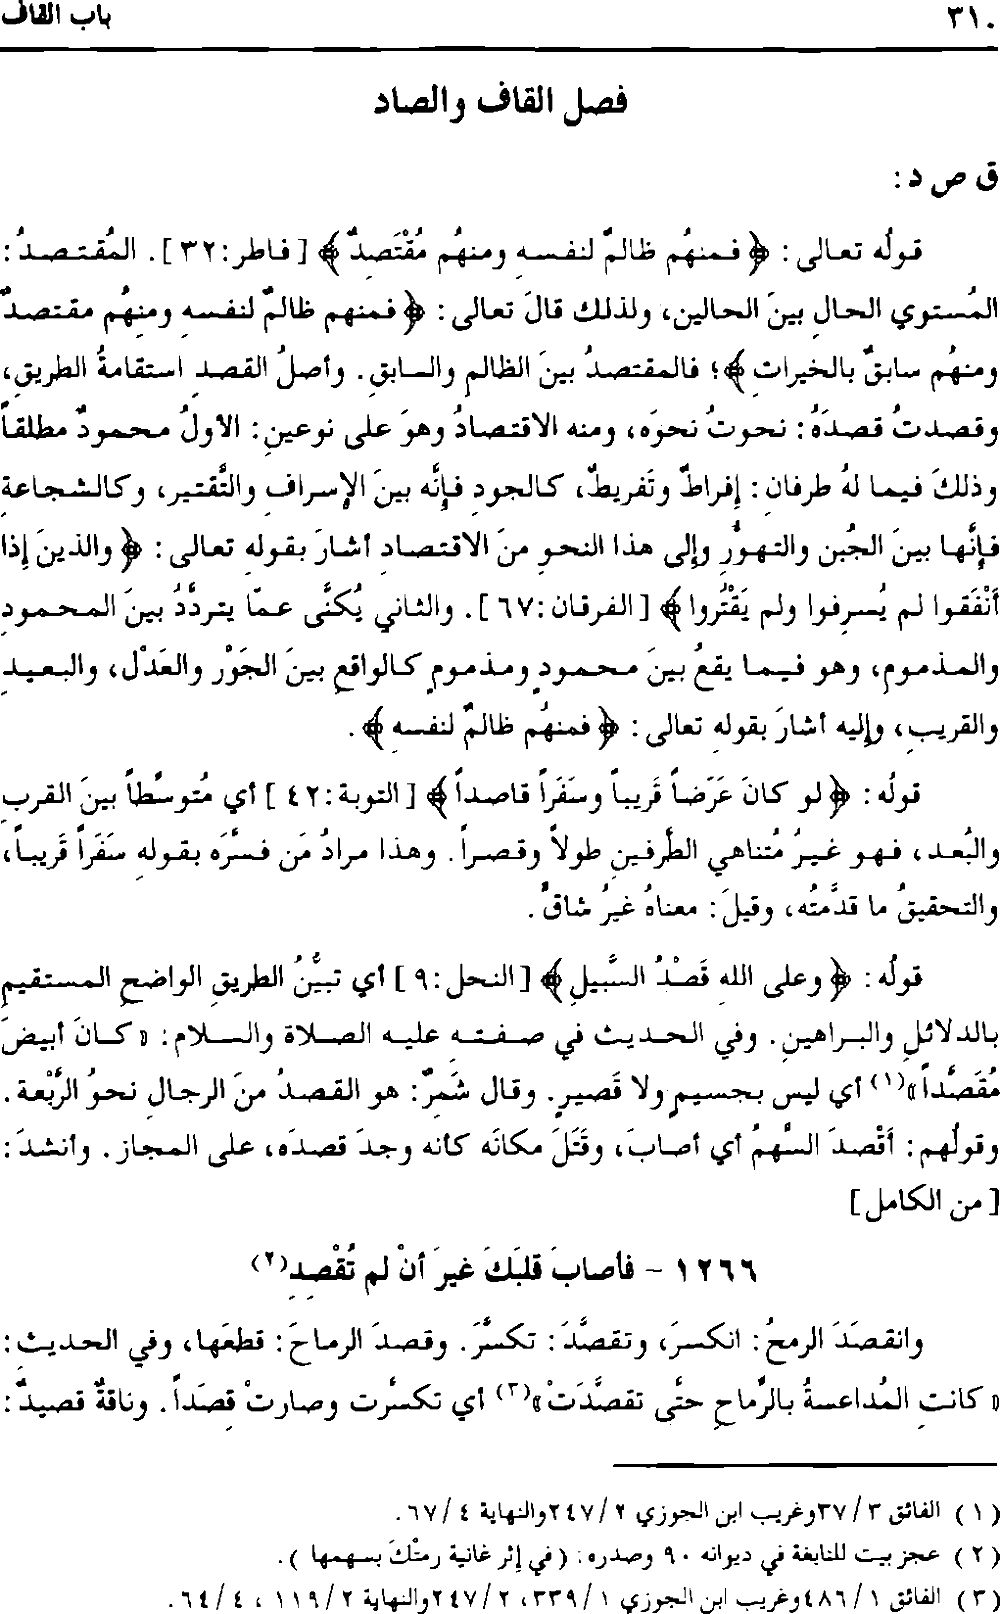 ٣١٠ باب القاف
فصل القاف والصاد
ق ص د:
قولُه تعالى: ﴿ فمنهُم ظالمٌ لنفسهِ ومنهُم مُقْتَصِدٌ ﴾ [فاطر: ٣٢]. المُقتصدُ:
المُستوي الحالِ بينَ الحالين، ولذلك قالَ تعالى: ﴿ فمنهم ظالمٌ لنفسهِ ومنهُم مقتصدٌ
ومنهُم سابقٌ بالخيراتِ ﴾؛ فالمقتصدُ بينَ الظالمِ والسابقِ. وأصلُ القصدِ استقامةُ الطريقِ،
وقصدتُ قصدَهُ: نحوتُ نحوَه، ومنه الاقتصادُ وهوَ على نوعينِ: الأولُ محمودٌ مطلقاً
وذلكَ فيما لهُ طرفانِ: إفراطٌ وتَفريطٌ، كالجودِ فإنَّه بينَ الإسرافِ والتَّقتير، وكالشجاعةِ
فإنَّها بينَ الجُبن والتهوُّرِ وإلى هذا النحوِ منَ الاقتصادِ أشارَ بقولهِ تعالى: ﴿ والذينَ إذا
أنْفَقوا لم يُسرِفوا ولم يَقْتُروا ﴾ [الفرقان: ٦٧]. والثاني يُكنَّى عمّا يتردَّدُ بينَ المحمودِ
والمذمومِ، وهو فيما يقعُ بينَ محمودٍ ومذمومٍ كالواقعِ بينَ الجَوْر والعَدْل، والبعيدِ
والقريبِ، وإليه أشارَ بقولهِ تعالى: ﴿ فمنهُم ظالمٌ لنفسهِ ﴾.
قولُه: ﴿ لو كانَ عَرَضاً قَريباً وسَفَراً قاصداً ﴾ [التوبة: ٤٢] أي مُتوسِّطاً بينَ القربِ
والبُعد، فهو غيرُ مُتناهي الطَّرفينِ طولاً وقصراً. وهذا مرادُ مَن فسَّرَه بقولهِ سَفَراً قَريباً،
والتحقيقُ ما قدَّمتُه، وقيلَ: معناهُ غيرُ شاقٍّ.
قولُه: ﴿ وعلى اللهِ قَصْدُ السَّبيلِ ﴾ [النحل: ٩] أي تبيُّنُ الطريقِ الواضحِ المستقيمِ
بالدلائلِ والبراهينِ. وفي الحديث في صفتهِ عليه الصلاة والسلام: « كانَ أبيضَ
مُقَصَّداً »(١) أي ليس بجسيمٍ ولا قَصيرٍ. وقال شَمِرٌ: هو القصدُ منَ الرجالِ نحوُ الرَّبْعة.
وقولُهم: أَقْصدَ السَّهمُ أي أصابَ، وقَتَلَ مكانَه كأنه وجدَ قصدَه، على المجاز. وأنشدَ:
[من الكامل]
١٢٦٦ - فأصابَ قلبَكَ غيرَ أنْ لم تُقْصِدِ(٢)
وانقصَدَ الرمحُ: انكسرَ، وتقصَّدَ: تكسَّرَ. وقصدَ الرماحَ: قطعَها، وفي الحديث:
« كانتِ المُداعسةُ بالرِّماحِ حتَّى تقصَّدَتْ »(٣) أي تكسَّرت وصارتْ قِصَداً. وناقةٌ قصيدٌ:
(١) الفائق ٣ / ٣٧ وغريب ابن الجوزي ٢ / ٢٤٧ والنهاية ٤ / ٦٧.
(٢) عجز بيت للنابغة في ديوانه ٩٠ وصدره: (في إثر غانية رمتْكَ بسهمها).
(٣) الفائق ١ / ٤٨٦ وغريب ابن الجوزي ١ / ٣٣٩، ٢ / ٢٤٧ والنهاية ٢ / ١١٩، ٤ / ٦٤.